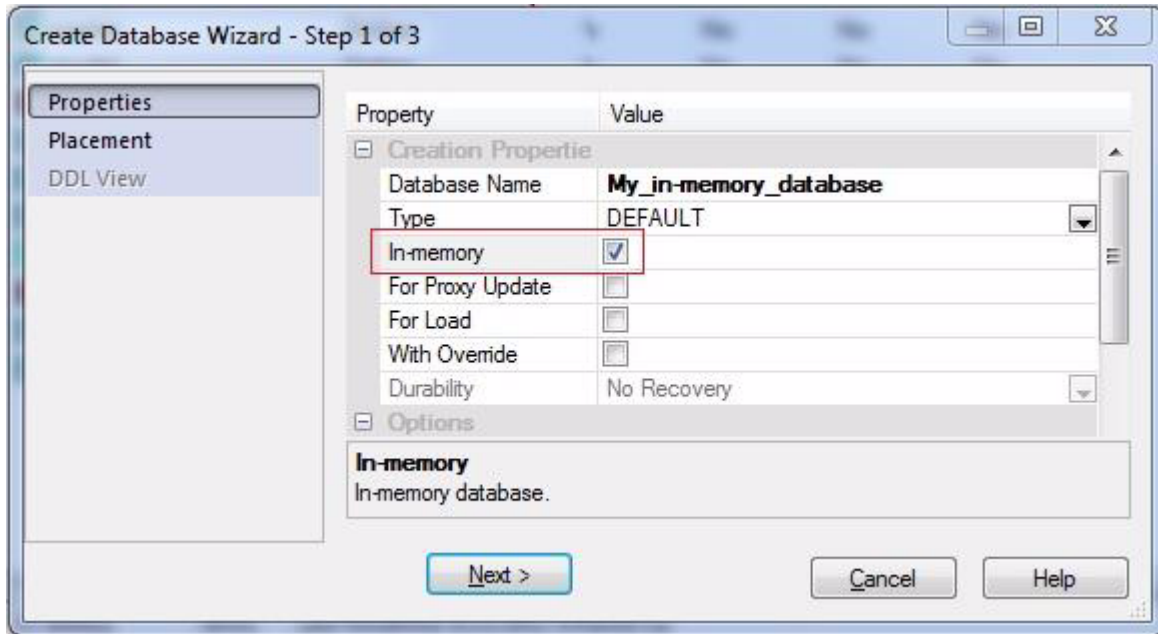 Create Database Wizard - Step 1 of 3
Properties
Placement
DDL View
Property Value
Creation Propertie
Database Name My_in-memory_database
Type DEFAULT
In-memory
For Proxy Update
For Load
With Override
Durability No Recovery
Options
In-memory
In-memory database.
Next >
Cancel
Help